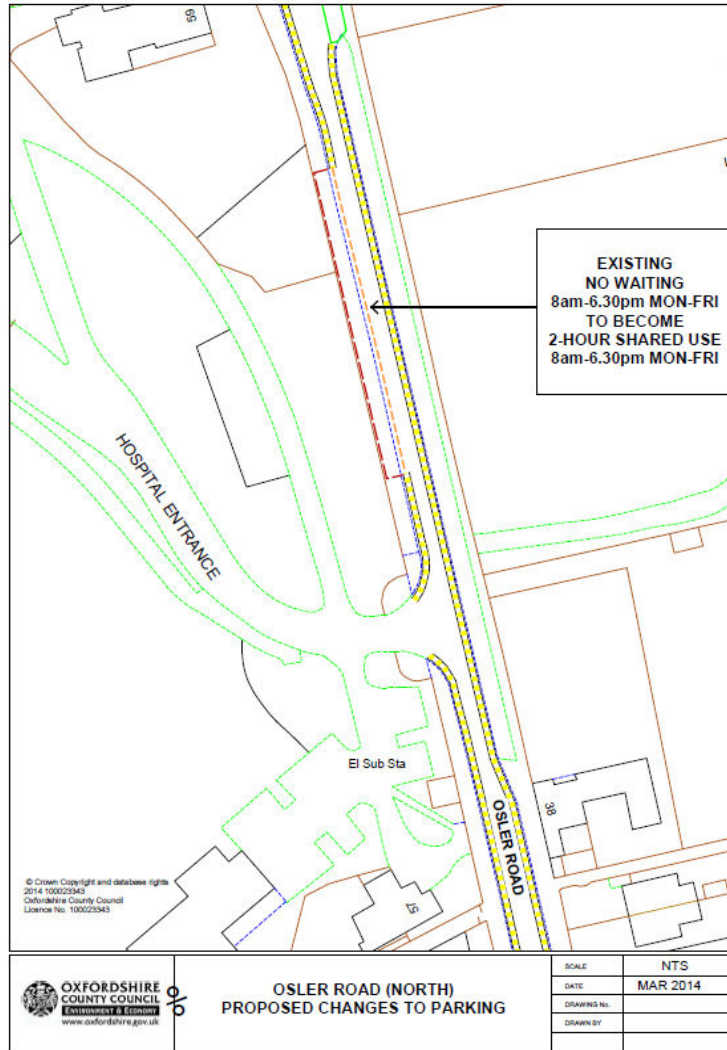 59
EXISTING
NO WAITING
8am-6.30pm MON-FRI
TO BECOME
2-HOUR SHARED USE
8am-6.30pm MON-FRI
HOSPITAL ENTRANCE
El Sub Sta
38
OSLER ROAD
57
© Crown Copyright and database rights
2014 100023343
Oxfordshire County Council
Licence No. 100023343
OXFORDSHIRE
COUNTY COUNCIL
ENVIRONMENT & ECONOMY
www.oxfordshire.gov.uk
OSLER ROAD (NORTH)
PROPOSED CHANGES TO PARKING
SCALE NTS
DATE MAR 2014
DRAWING No.
DRAWN BY